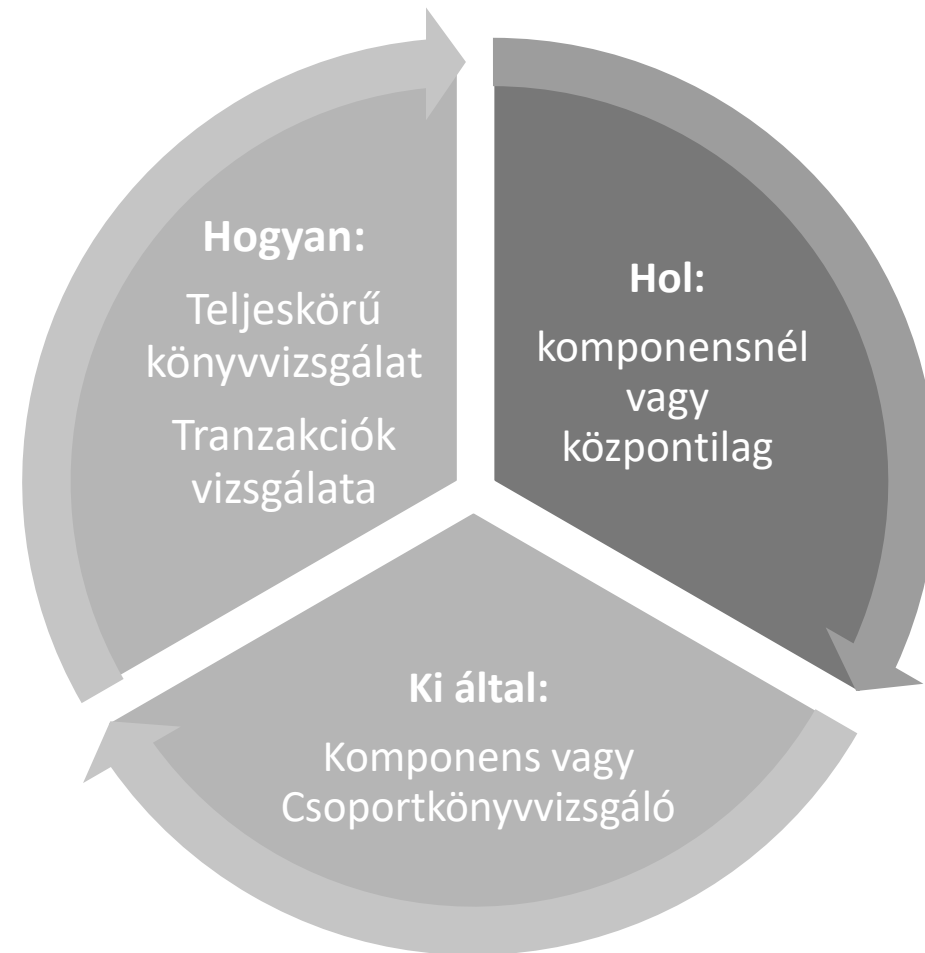 Hogyan:
Teljeskörű
könyvvizsgálat
Tranzakciók
vizsgálata
Hol:
komponensnél
vagy
központilag
Ki által:
Komponens vagy
Csoportkönyvvizsgáló